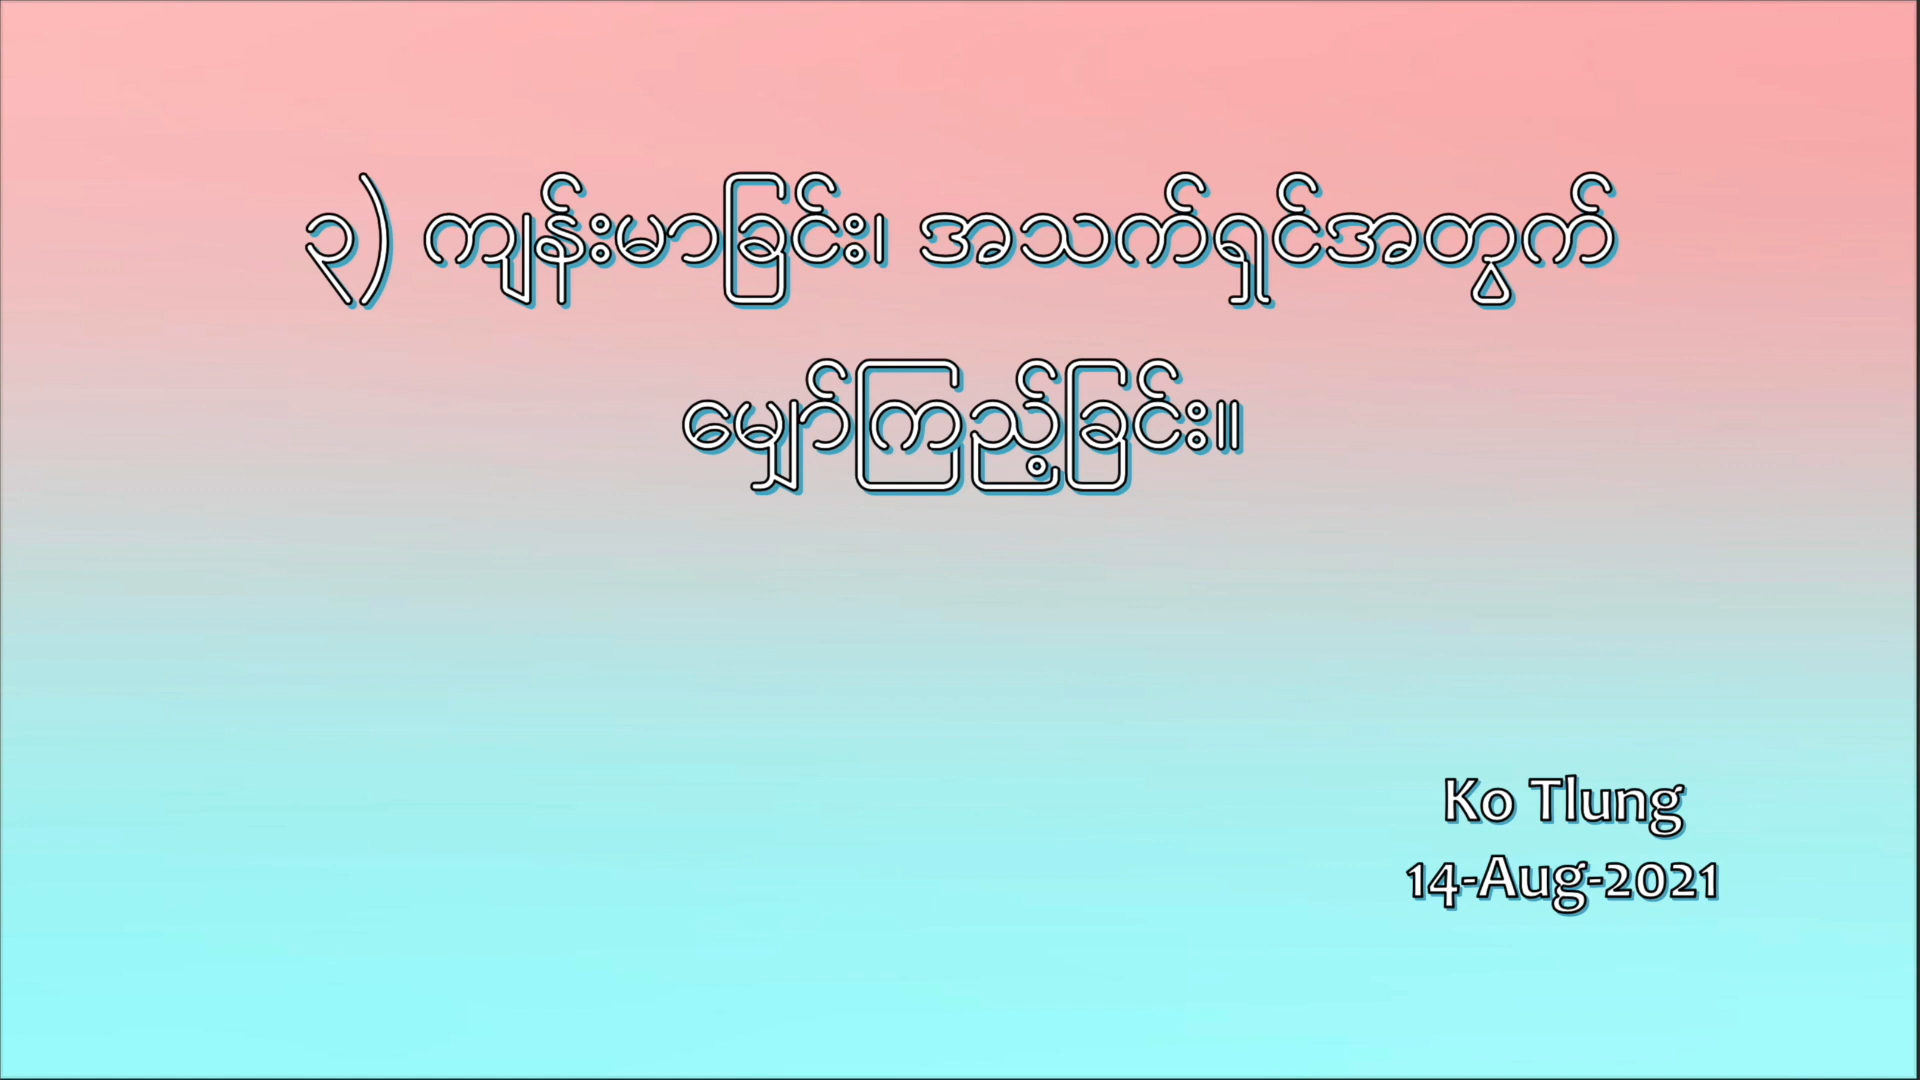 ၃) ကျန်းမာခြင်း၊ အသက်ရှင်အတွက်
မျှော်ကြည့်ခြင်း။
Ko Tlung
14-Aug-2021